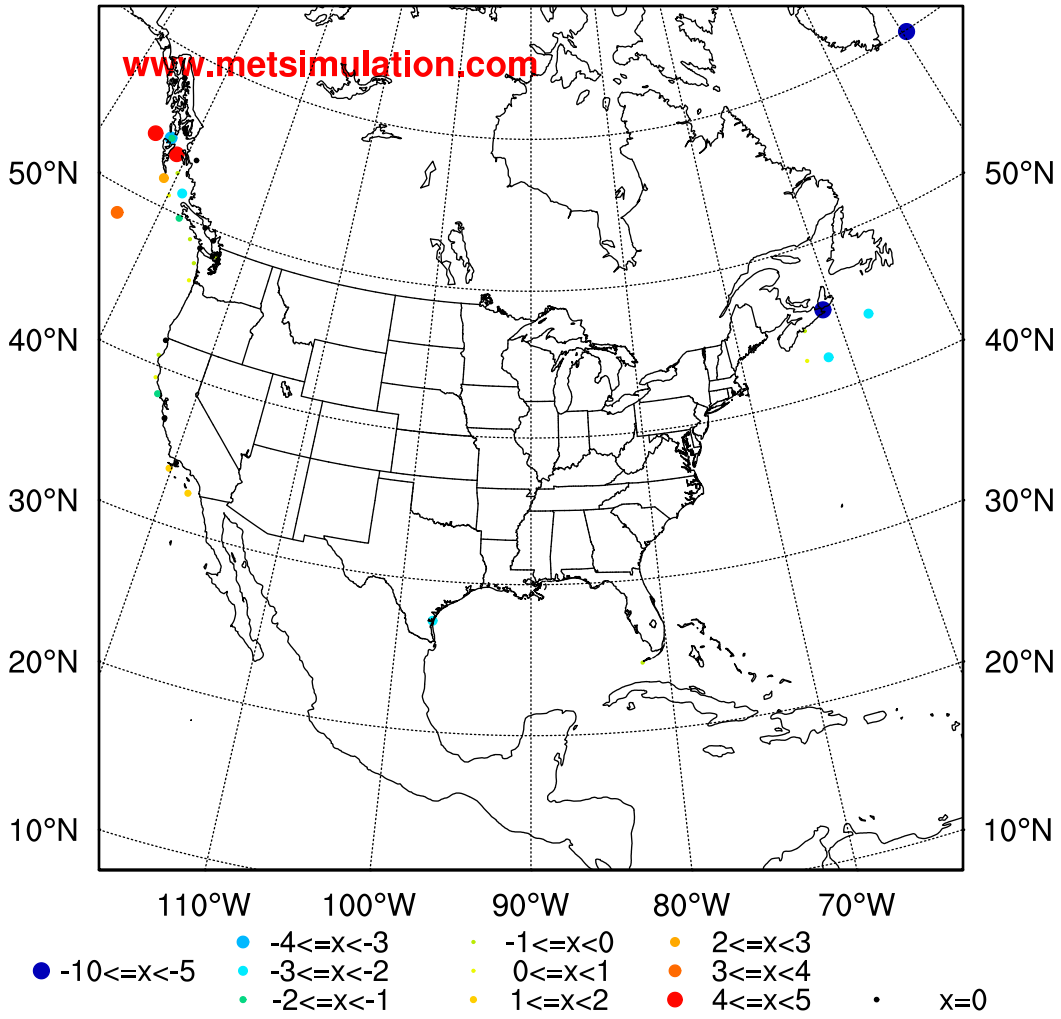 www.metsimulation.com
50°N 50°N
40°N 40°N
30°N 30°N
20°N 20°N
10°N 10°N
110°W 100°W 90°W 80°W 70°W
-4<=x<-3 -1<=x<0 2<=x<3
-10<=x<-5 -3<=x<-2 0<=x<1 3<=x<4
-2<=x<-1 1<=x<2 4<=x<5 x=0